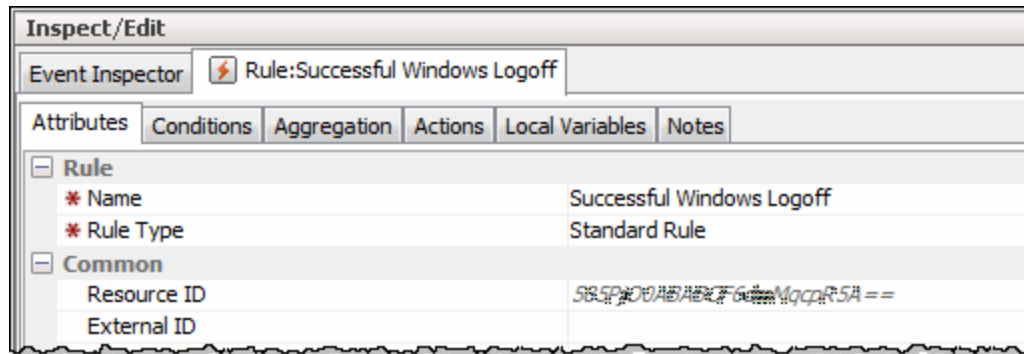 Inspect/Edit
Event Inspector Rule:Successful Windows Logoff
Attributes Conditions Aggregation Actions Local Variables Notes
Rule
* Name Successful Windows Logoff
* Rule Type Standard Rule
Common
Resource ID
External ID